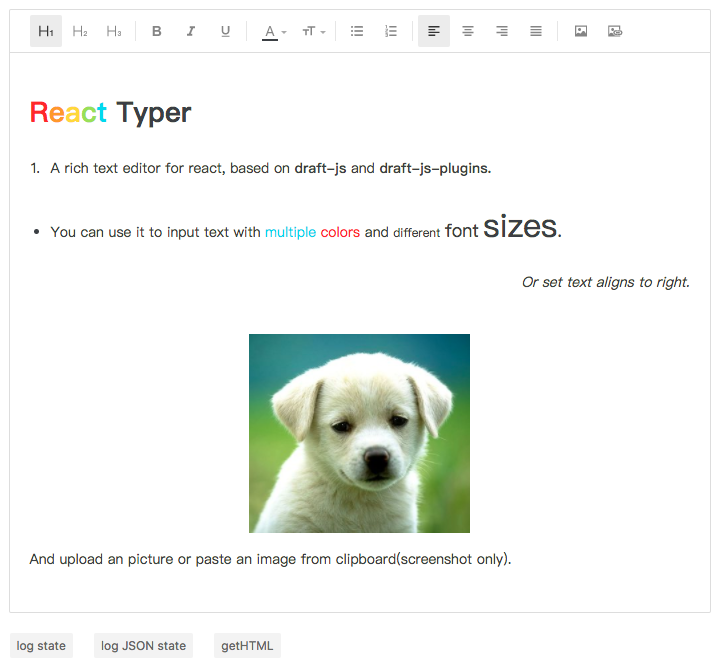 H1 H2 H3 B I U A TT
React Typer
1. A rich text editor for react, based on draft-js and draft-js-plugins.
• You can use it to input text with multiple colors and different font sizes.
Or set text aligns to right.
And upload an picture or paste an image from clipboard(screenshot only).
log state log JSON state getHTML